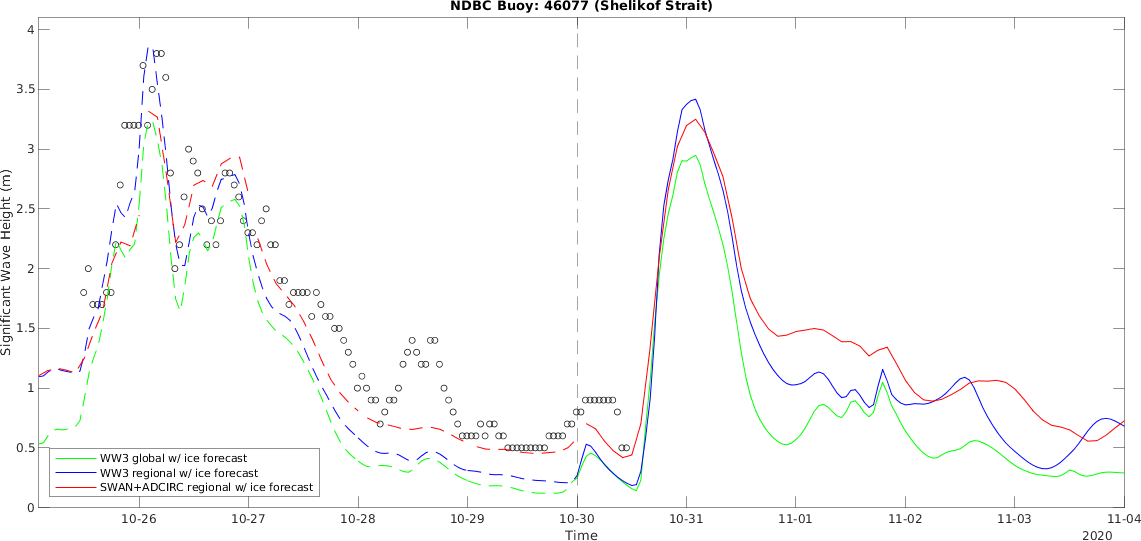 NDBC Buoy: 46077 (Shelikof Strait)
Significant Wave Height (m)
4
3.5
3
2.5
2
1.5
1
0.5
0
WW3 global w/ ice forecast
WW3 regional w/ ice forecast
SWAN+ADCIRC regional w/ ice forecast
10-26 10-27 10-28 10-29 10-30 10-31 11-01 11-02 11-03 11-04
Time
2020